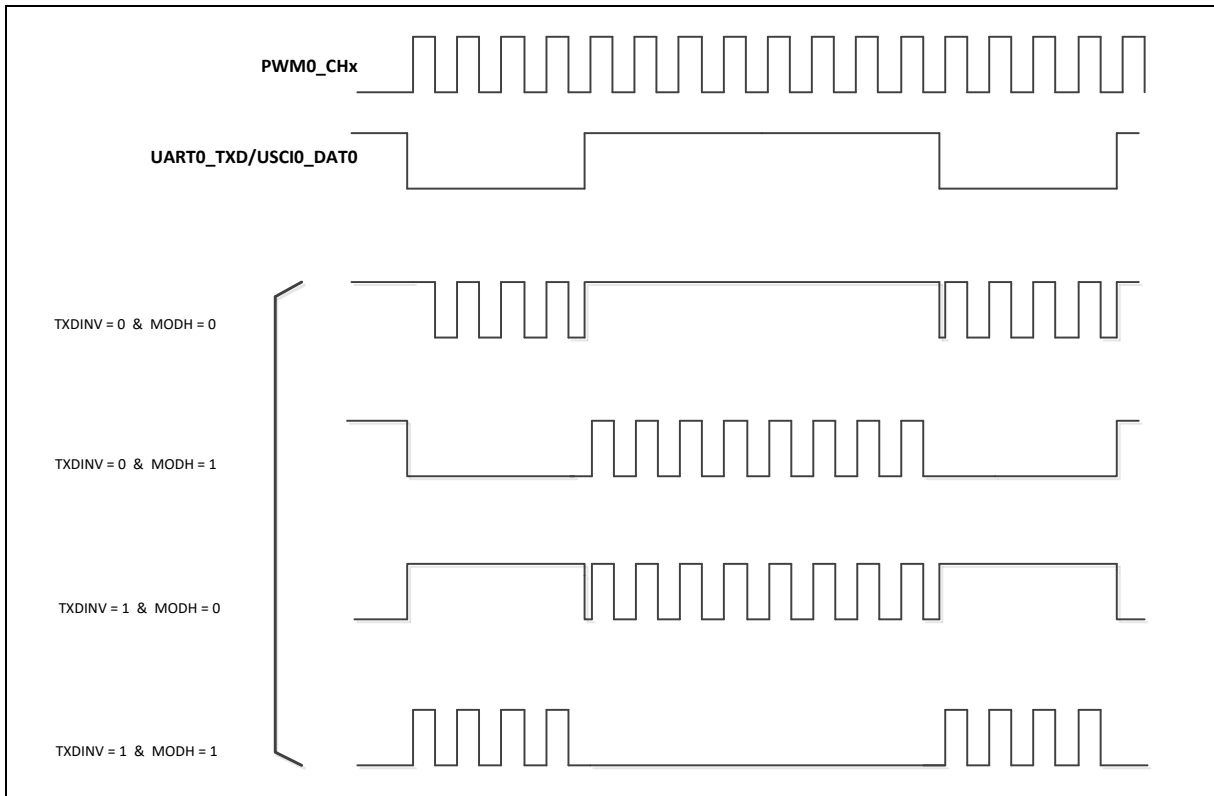 PWM0_CHx
UART0_TXD/USCI0_DAT0
TXDINV = 0 & MODH = 0
TXDINV = 0 & MODH = 1
TXDINV = 1 & MODH = 0
TXDINV = 1 & MODH = 1